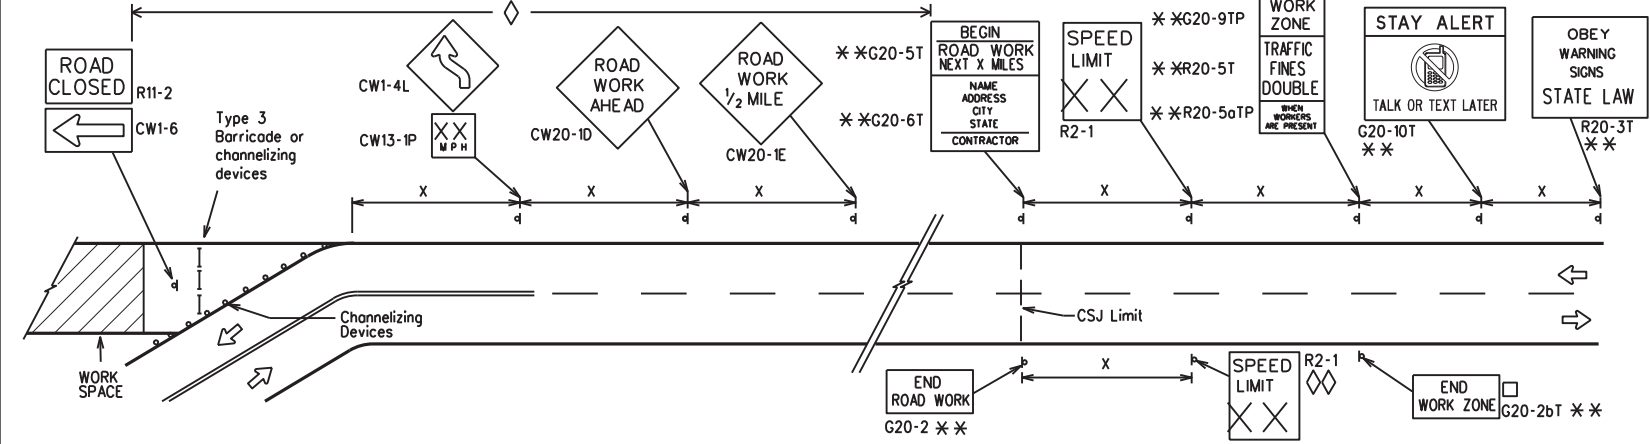 ROAD
CLOSED
R11-2
CW1-6
Type 3
Barricade or
channelizing
devices
CW1-4L
CW13-1P
X X
M P H
ROAD
WORK
AHEAD
CW20-1D
ROAD
WORK
1/2 MILE
CW20-1E
* *G20-5T
* *G20-6T
BEGIN
ROAD WORK
NEXT X MILES
NAME
ADDRESS
CITY
STATE
CONTRACTOR
SPEED
LIMIT
X X
R2-1
* *G20-9TP
* *R20-5T
* *R20-5aTP
WORK
ZONE
TRAFFIC
FINES
DOUBLE
WHEN
WORKERS
ARE PRESENT
STAY ALERT
TALK OR TEXT LATER
G20-10T
* *
OBEY
WARNING
SIGNS
STATE LAW
R20-3T
* *
X
X
X
X
X
X
X
Channelizing
Devices
CSJ Limit
WORK
SPACE
END
ROAD WORK
G20-2 * *
X
SPEED
LIMIT
X X
R2-1
END
WORK ZONE
G20-2bT * *